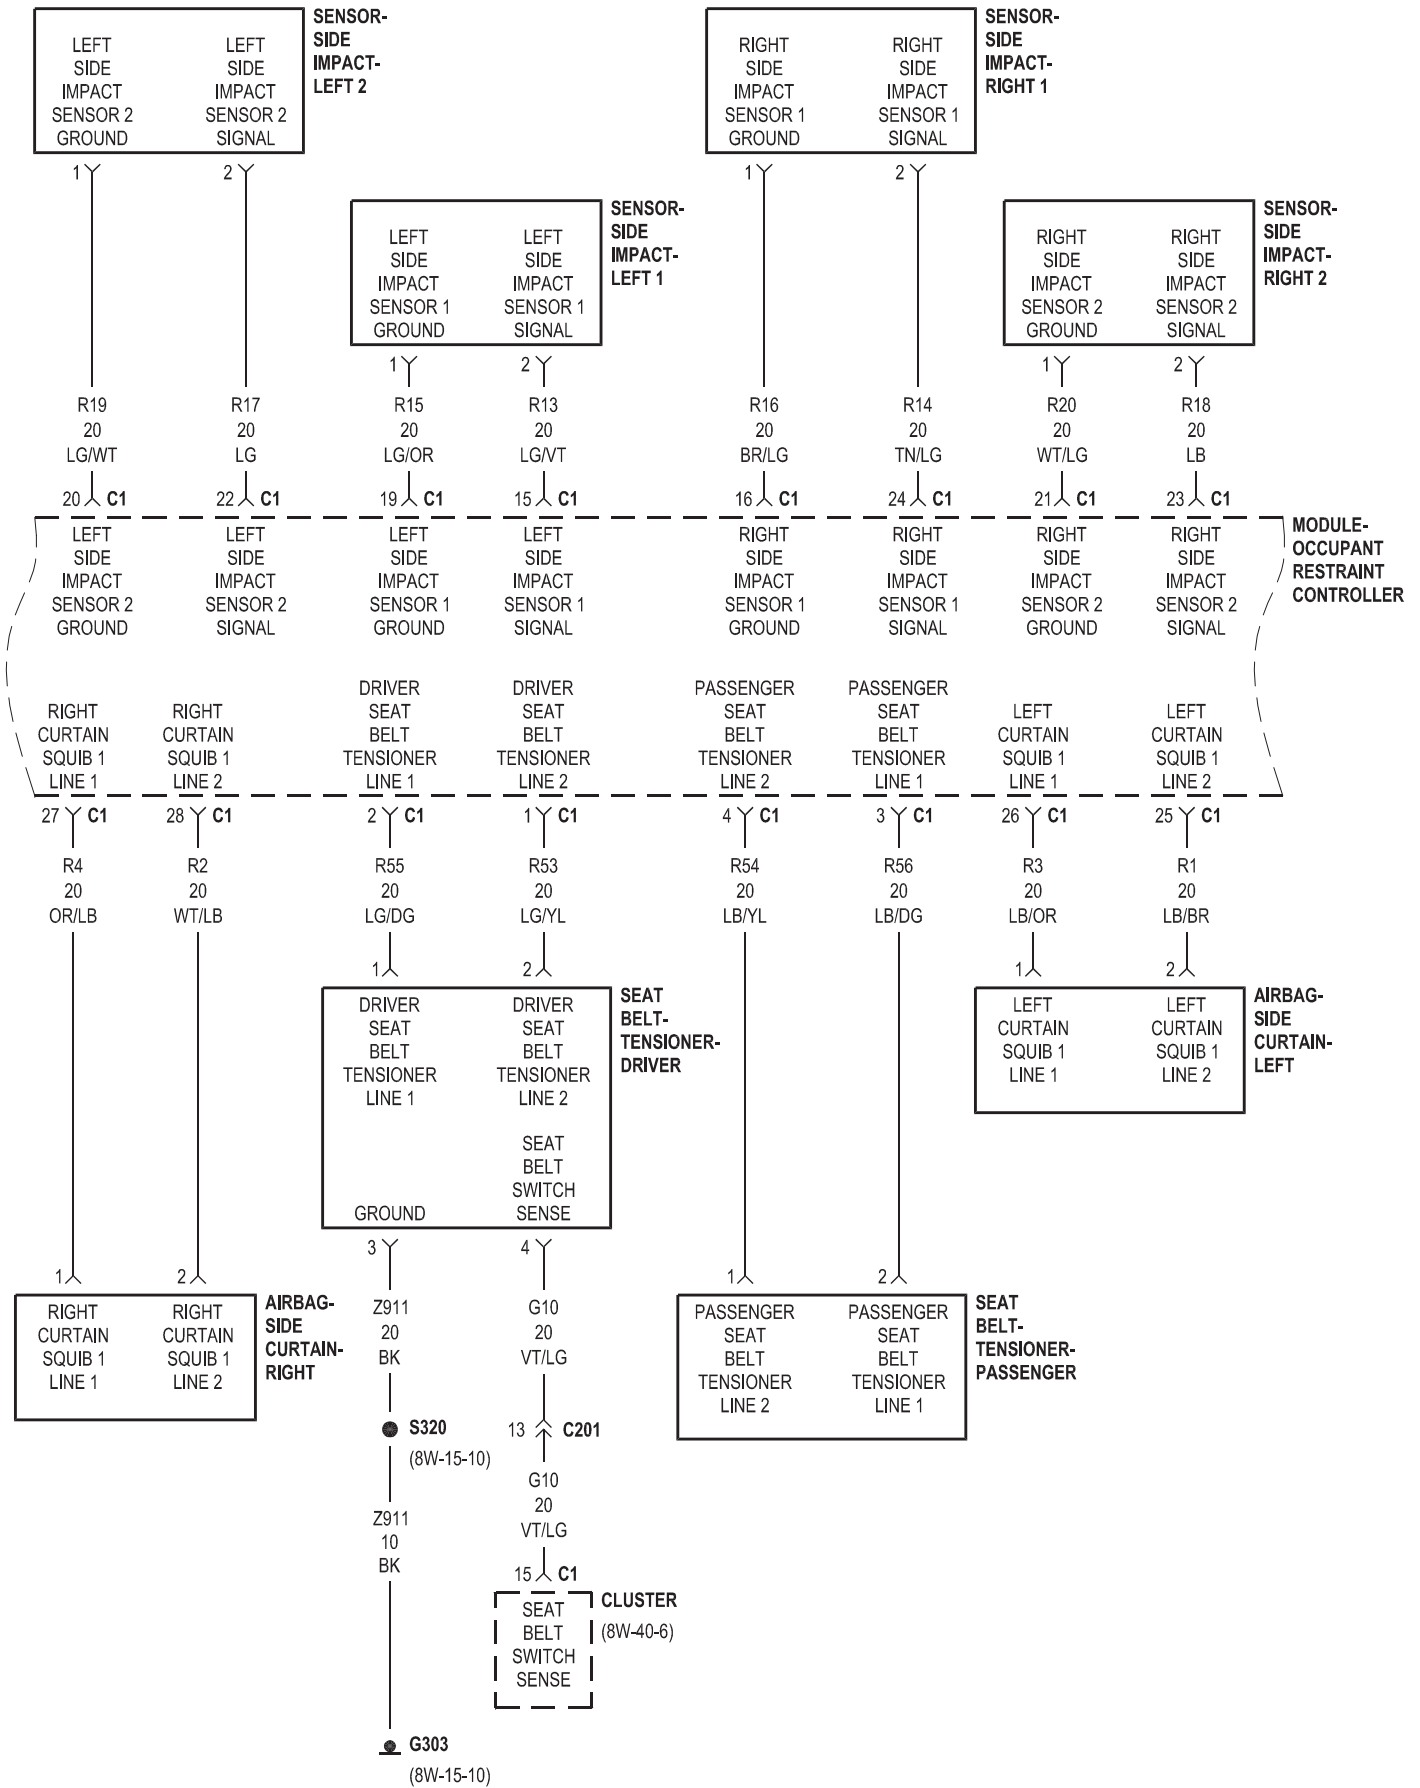 LEFT
SIDE
IMPACT
SENSOR 2
GROUND
LEFT
SIDE
IMPACT
SENSOR 2
SIGNAL
SENSOR-
SIDE
IMPACT-
LEFT 2
1
2
RIGHT
SIDE
IMPACT
SENSOR 1
GROUND
RIGHT
SIDE
IMPACT
SENSOR 1
SIGNAL
SENSOR-
SIDE
IMPACT-
RIGHT 1
1
2
LEFT
SIDE
IMPACT
SENSOR 1
GROUND
LEFT
SIDE
IMPACT
SENSOR 1
SIGNAL
SENSOR-
SIDE
IMPACT-
LEFT 1
1
2
RIGHT
SIDE
IMPACT
SENSOR 2
GROUND
RIGHT
SIDE
IMPACT
SENSOR 2
SIGNAL
SENSOR-
SIDE
IMPACT-
RIGHT 2
1
2
R19
20
LG/WT
20 C1
R17
20
LG
22 C1
R15
20
LG/OR
19 C1
R13
20
LG/VT
15 C1
R16
20
BR/LG
16 C1
R14
20
TN/LG
24 C1
R20
20
WT/LG
21 C1
R18
20
LB
23 C1
LEFT
SIDE
IMPACT
SENSOR 2
GROUND
LEFT
SIDE
IMPACT
SENSOR 2
SIGNAL
LEFT
SIDE
IMPACT
SENSOR 1
GROUND
LEFT
SIDE
IMPACT
SENSOR 1
SIGNAL
RIGHT
SIDE
IMPACT
SENSOR 1
GROUND
RIGHT
SIDE
IMPACT
SENSOR 1
SIGNAL
RIGHT
SIDE
IMPACT
SENSOR 2
GROUND
RIGHT
SIDE
IMPACT
SENSOR 2
SIGNAL
MODULE-
OCCUPANT
RESTRAINT
CONTROLLER
RIGHT
CURTAIN
SQUIB 1
LINE 1
RIGHT
CURTAIN
SQUIB 1
LINE 2
DRIVER
SEAT
BELT
TENSIONER
LINE 1
DRIVER
SEAT
BELT
TENSIONER
LINE 2
PASSENGER
SEAT
BELT
TENSIONER
LINE 2
PASSENGER
SEAT
BELT
TENSIONER
LINE 1
LEFT
CURTAIN
SQUIB 1
LINE 1
LEFT
CURTAIN
SQUIB 1
LINE 2
27 C1
R4
20
OR/LB
28 C1
R2
20
WT/LB
2 C1
R55
20
LG/DG
1 C1
R53
20
LG/YL
4 C1
R54
20
LB/YL
3 C1
R56
20
LB/DG
26 C1
R3
20
LB/OR
25 C1
R1
20
LB/BR
1
2
DRIVER
SEAT
BELT
TENSIONER
LINE 1
DRIVER
SEAT
BELT
TENSIONER
LINE 2
SEAT
BELT
SWITCH
SENSE
GROUND
SEAT
BELT-
TENSIONER-
DRIVER
1
2
LEFT
CURTAIN
SQUIB 1
LINE 1
LEFT
CURTAIN
SQUIB 1
LINE 2
AIRBAG-
SIDE
CURTAIN-
LEFT
1
2
RIGHT
CURTAIN
SQUIB 1
LINE 1
RIGHT
CURTAIN
SQUIB 1
LINE 2
AIRBAG-
SIDE
CURTAIN-
RIGHT
3
Z911
20
BK
4
G10
20
VT/LG
1
2
PASSENGER
SEAT
BELT
TENSIONER
LINE 2
PASSENGER
SEAT
BELT
TENSIONER
LINE 1
SEAT
BELT-
TENSIONER-
PASSENGER
S320
(8W-15-10)
13 C201
Z911
10
BK
G10
20
VT/LG
15 C1
SEAT
BELT
SWITCH
SENSE
CLUSTER
(8W-40-6)
G303
(8W-15-10)